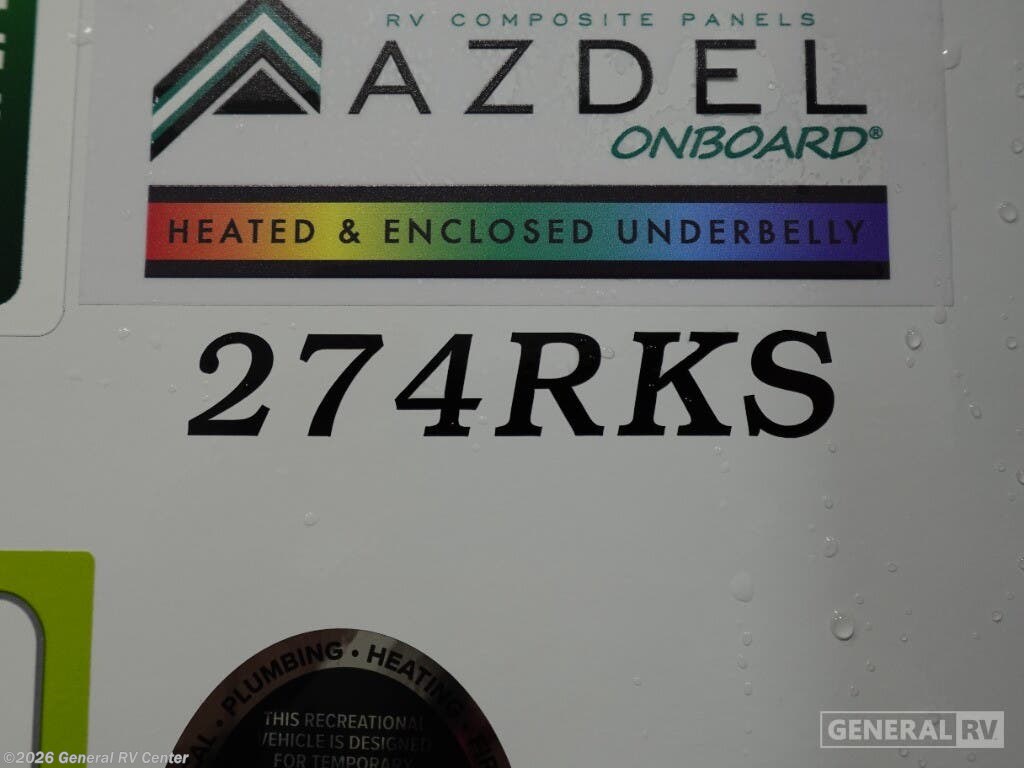 RV COMPOSITE PANELS
AZDEL
ONBOARD®
HEATED & ENCLOSED UNDERBELLY
274RKS
PLUMBING • HEATING
THIS RECREATIONAL
VEHICLE IS DESIGNED
FOR TEMPORARY
GENERAL RV
©2026 General RV Center